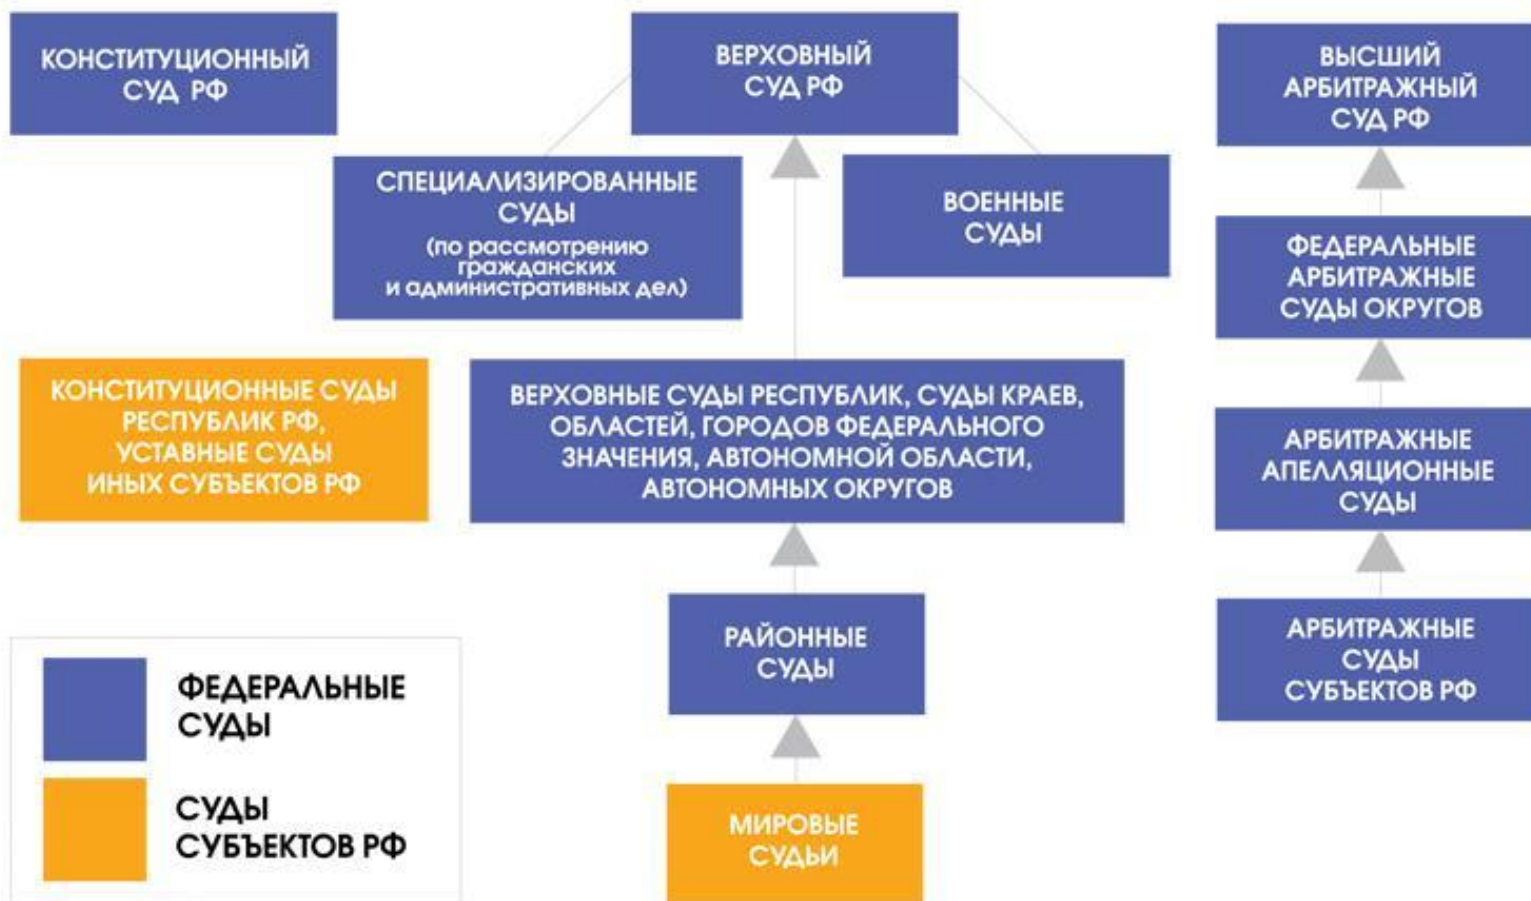 КОНСТИТУЦИОННЫЙ
СУД РФ
ВЕРХОВНЫЙ
СУД РФ
ВЫСШИЙ
АРБИТРАЖНЫЙ
СУД РФ
СПЕЦИАЛИЗИРОВАННЫЕ
СУДЫ
(по рассмотрению
гражданских
и административных дел)
ВОЕННЫЕ
СУДЫ
ФЕДЕРАЛЬНЫЕ
АРБИТРАЖНЫЕ
СУДЫ ОКРУГОВ
КОНСТИТУЦИОННЫЕ СУДЫ
РЕСПУБЛИК РФ,
УСТАВНЫЕ СУДЫ
ИНЫХ СУБЪЕКТОВ РФ
ВЕРХОВНЫЕ СУДЫ РЕСПУБЛИК, СУДЫ КРАЕВ,
ОБЛАСТЕЙ, ГОРОДОВ ФЕДЕРАЛЬНОГО
ЗНАЧЕНИЯ, АВТОНОМНОЙ ОБЛАСТИ,
АВТОНОМНЫХ ОКРУГОВ
АРБИТРАЖНЫЕ
АПЕЛЛЯЦИОННЫЕ
СУДЫ
РАЙОННЫЕ
СУДЫ
АРБИТРАЖНЫЕ
СУДЫ
СУБЪЕКТОВ РФ
ФЕДЕРАЛЬНЫЕ
СУДЫ
СУДЫ
СУБЪЕКТОВ РФ
МИРОВЫЕ
СУДЬИ